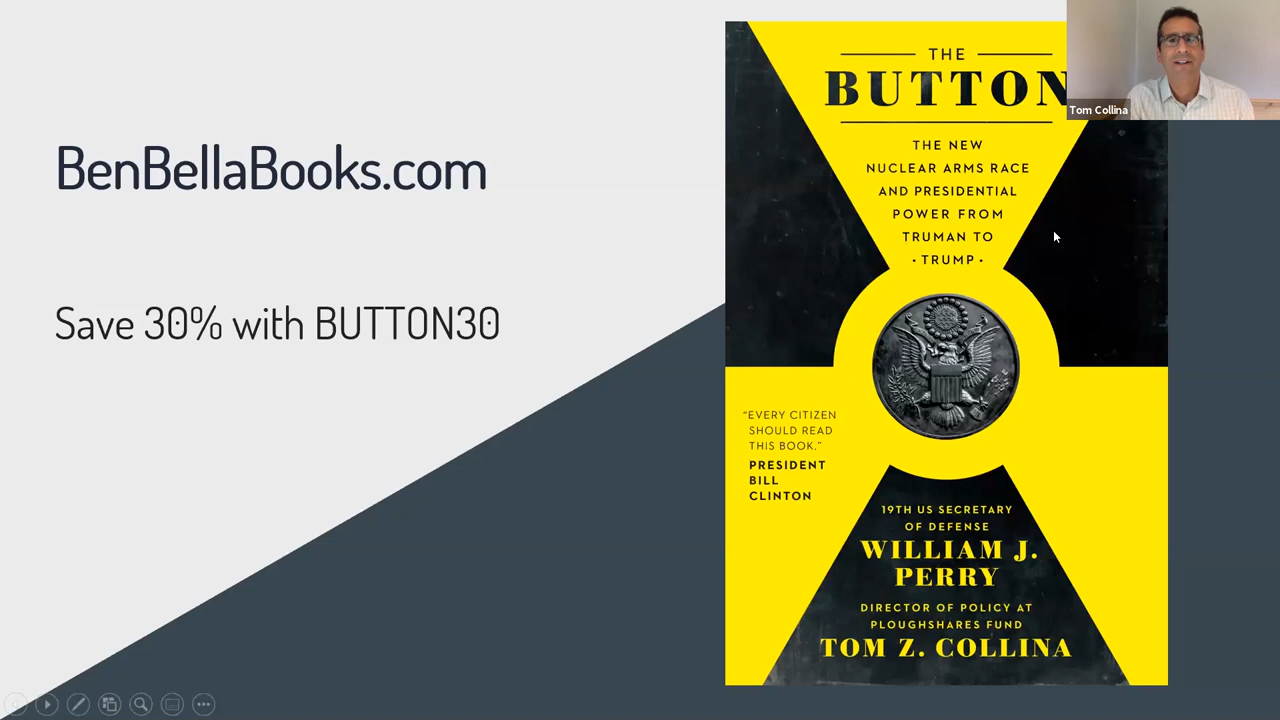 BenBellaBooks.com
Save 30% with BUTTON30
THE
BUTTON
THE NEW
NUCLEAR ARMS RACE
AND PRESIDENTIAL
POWER FROM
TRUMAN TO
· TRUMP ·
“EVERY CITIZEN
SHOULD READ
THIS BOOK.”
PRESIDENT
BILL
CLINTON
19TH US SECRETARY
OF DEFENSE
WILLIAM J.
PERRY
DIRECTOR OF POLICY AT
PLOUGHSHARES FUND
TOM Z. COLLINA
Tom Collina